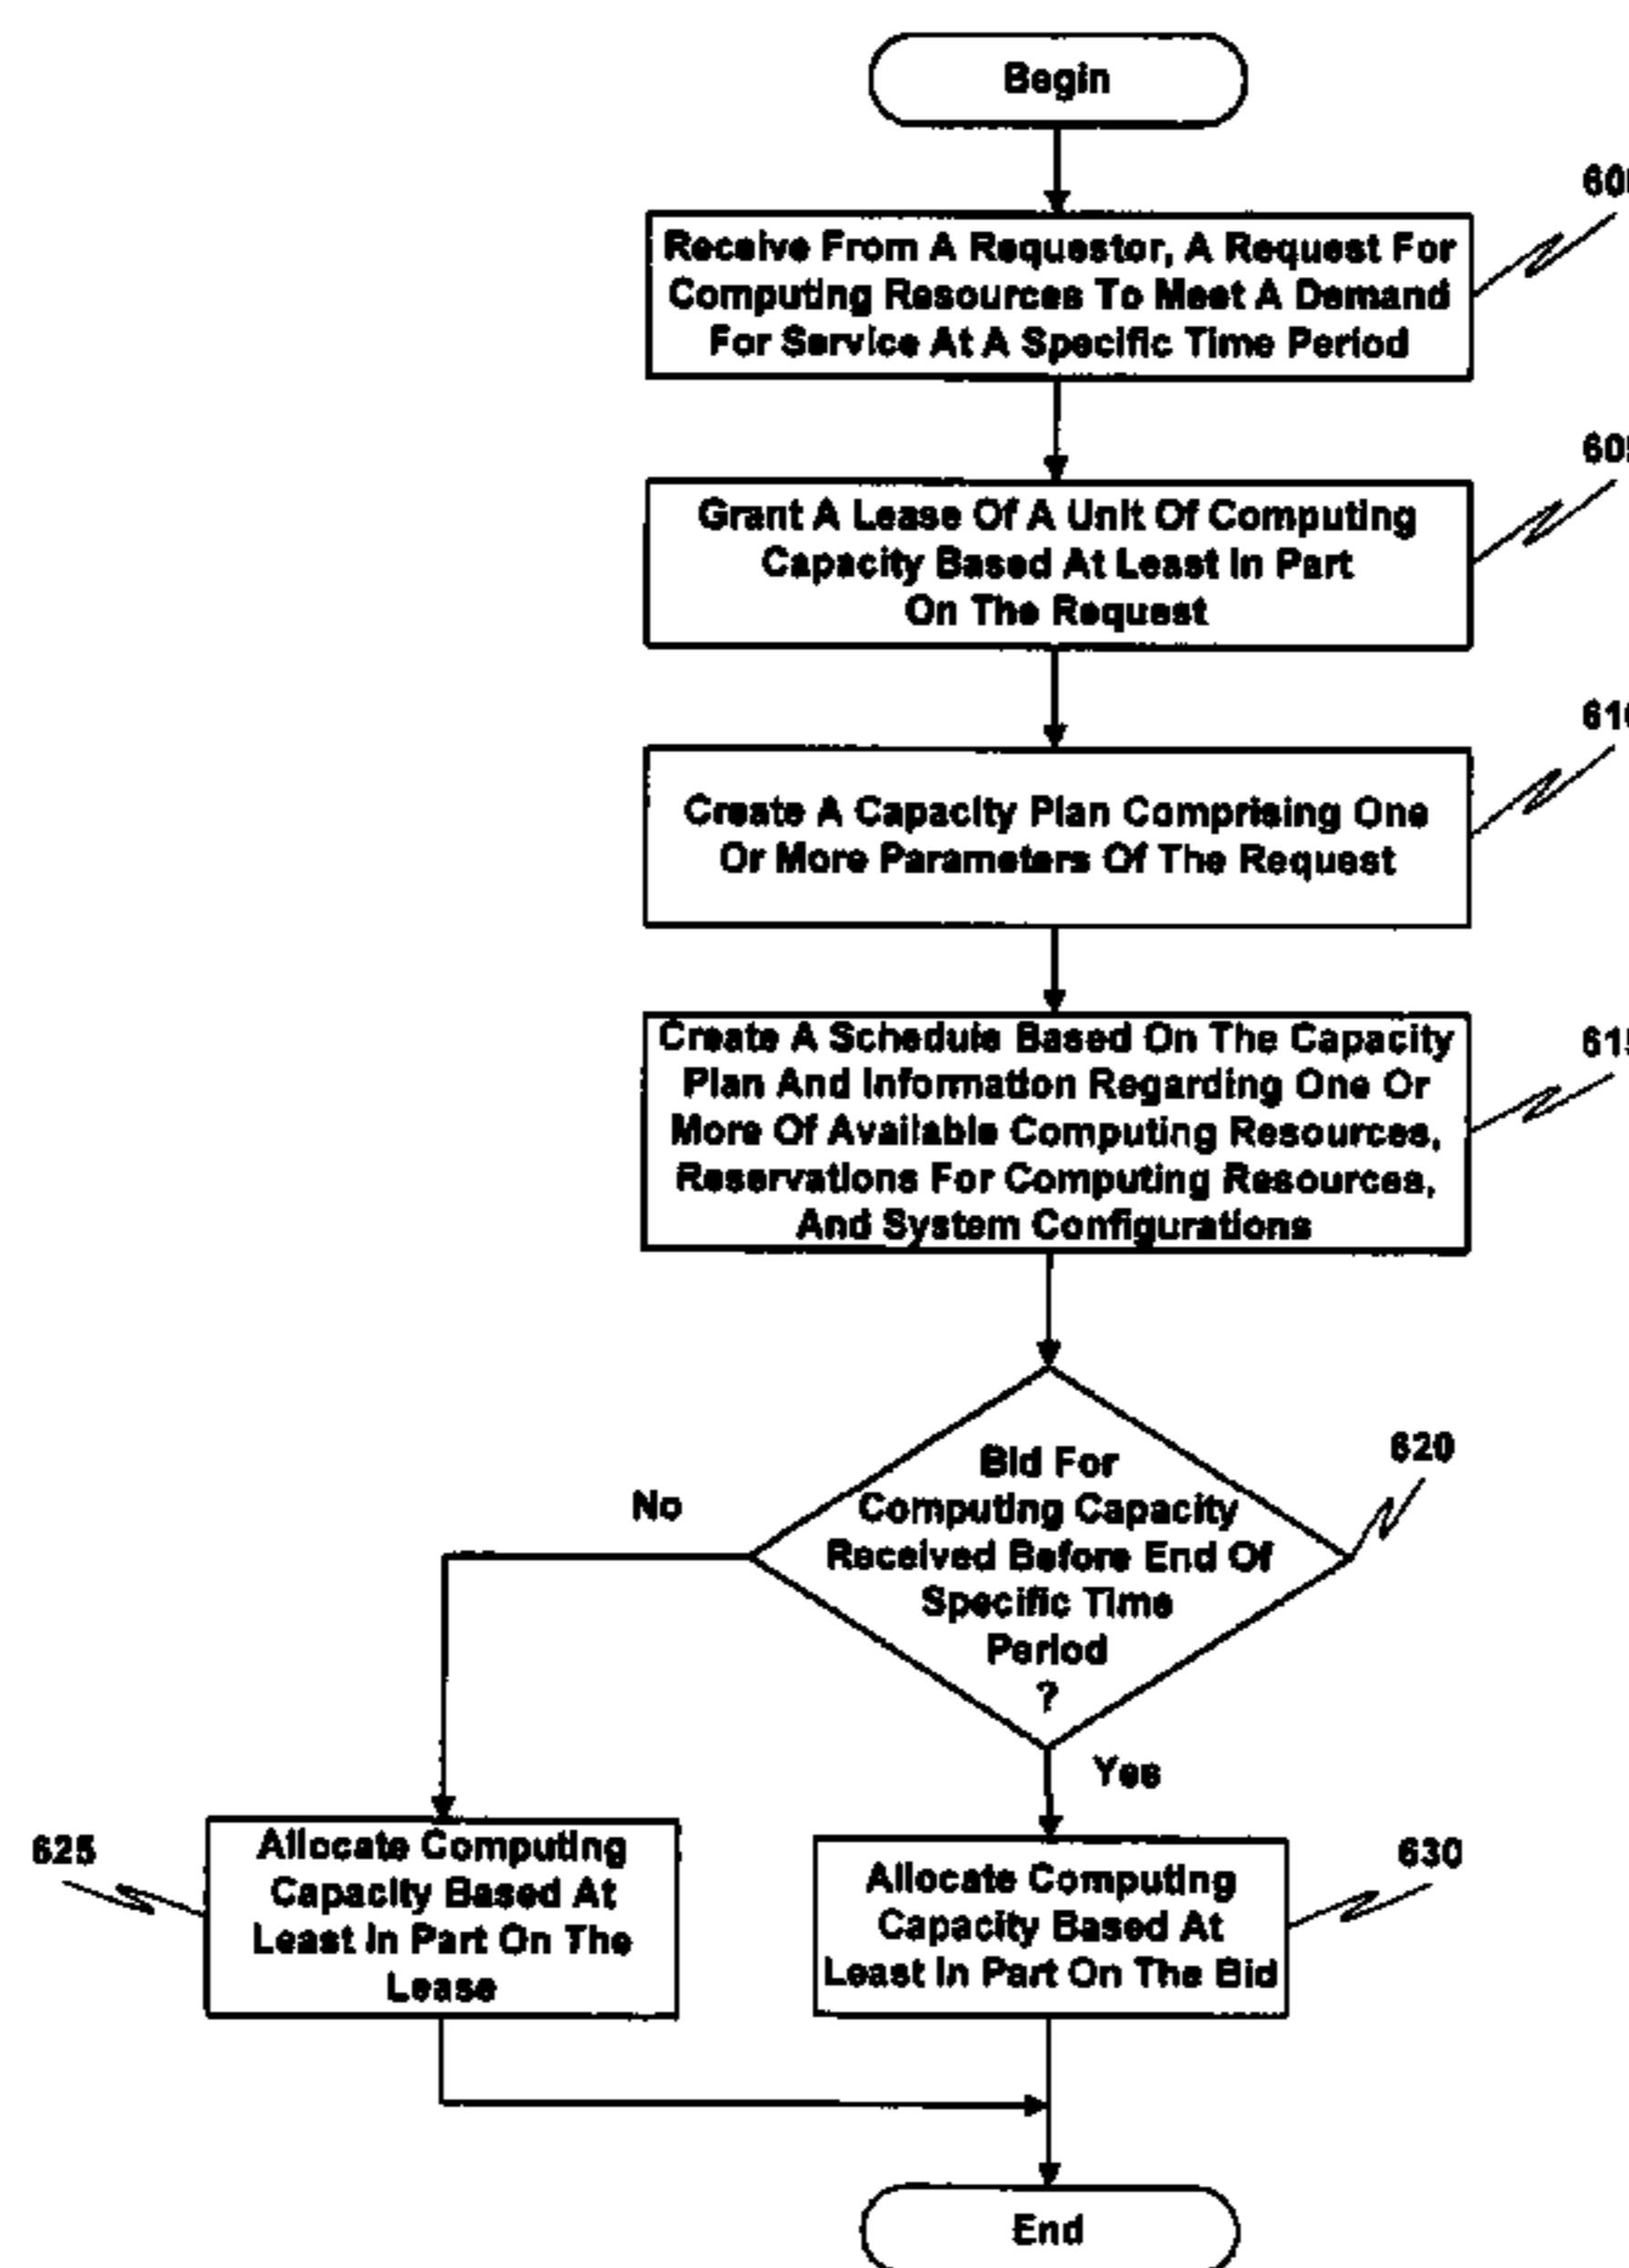 Begin
Receive From A Requestor, A Request For
Computing Resources To Meet A Demand
For Service At A Specific Time Period
Grant A Lease Of A Unit Of Computing
Capacity Based At Least In Part
On The Request
Create A Capacity Plan Comprising One
Or More Parameters Of The Request
Create A Schedule Based On The Capacity
Plan And Information Regarding One Or
More Of Available Computing Resources,
Reservations For Computing Resources,
And System Configurations
615
Bid For
Computing Capacity
Received Before End Of
Specific Time
Period
?
620
No
Yes
625
Allocate Computing
Capacity Based At
Least In Part On The
Lease
Allocate Computing
Capacity Based At
Least In Part On The Bid
630
End